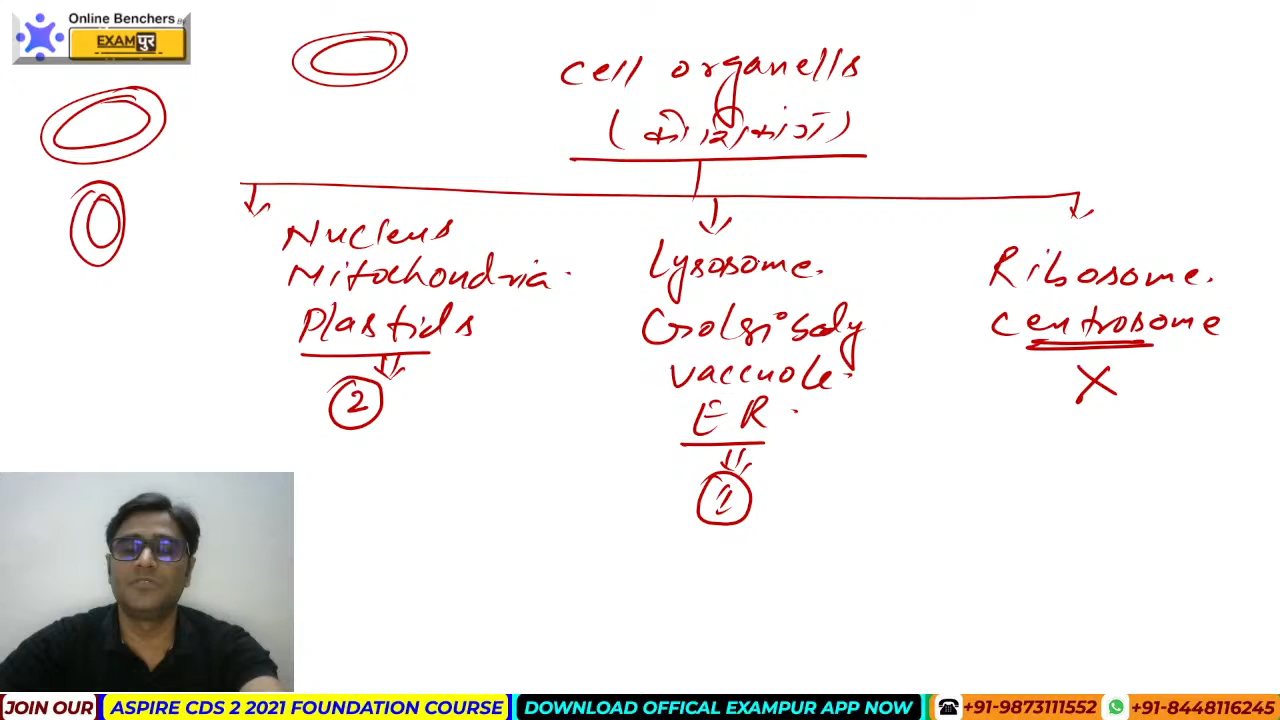 Online Benchers By
EXAMपुर
cell organells
(कोशिकांग)
Nucleus
Mitochondria.
Plastids
2
Lysosome.
Golgi body
vaccuole.
ER.
1
Ribosome.
centrosome
X
JOIN OUR ASPIRE CDS 2 2021 FOUNDATION COURSE DOWNLOAD OFFICAL EXAMPUR APP NOW +91-9873111552 +91-8448116245